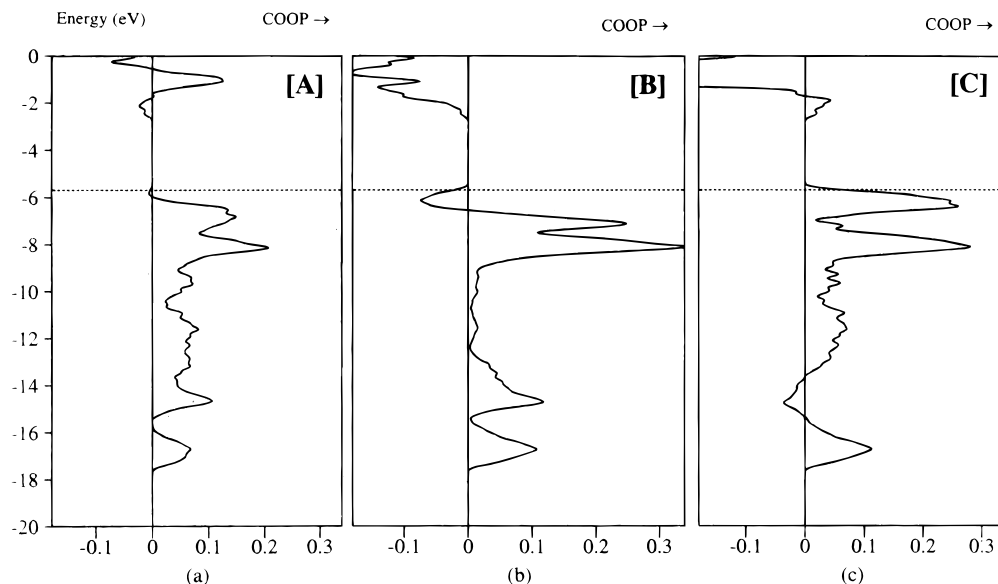 Energy (eV) COOP → COOP → COOP →
0 [A] [B] [C]
-2
-4
-6
-8
-10
-12
-14
-16
-18
-20
-0.1 0 0.1 0.2 0.3 -0.1 0 0.1 0.2 0.3 -0.1 0 0.1 0.2 0.3
(a) (b) (c)